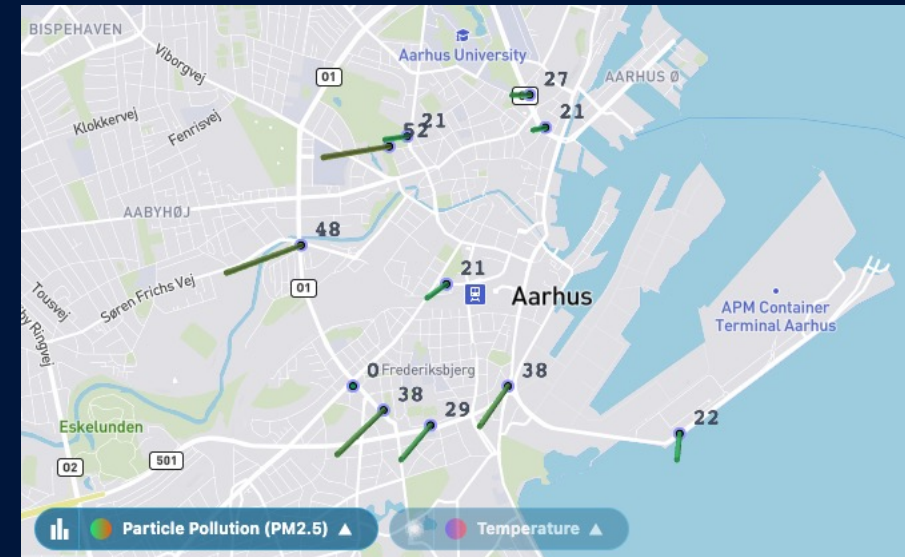 BISPEHAVEN
Viborgvej
Aarhus University
01
AARHUS Ø
27
Klokkervej
Fenrisvej
21
21
52
AABYHØJ
48
Søren Frichs Vej
01
21
Aarhus
Tousvej
by Ringvej
APM Container
Terminal Aarhus
0
Frederiksbjerg
38
38
29
22
Eskelunden
02
501
Particle Pollution (PM2.5) ▲
Temperature ▲